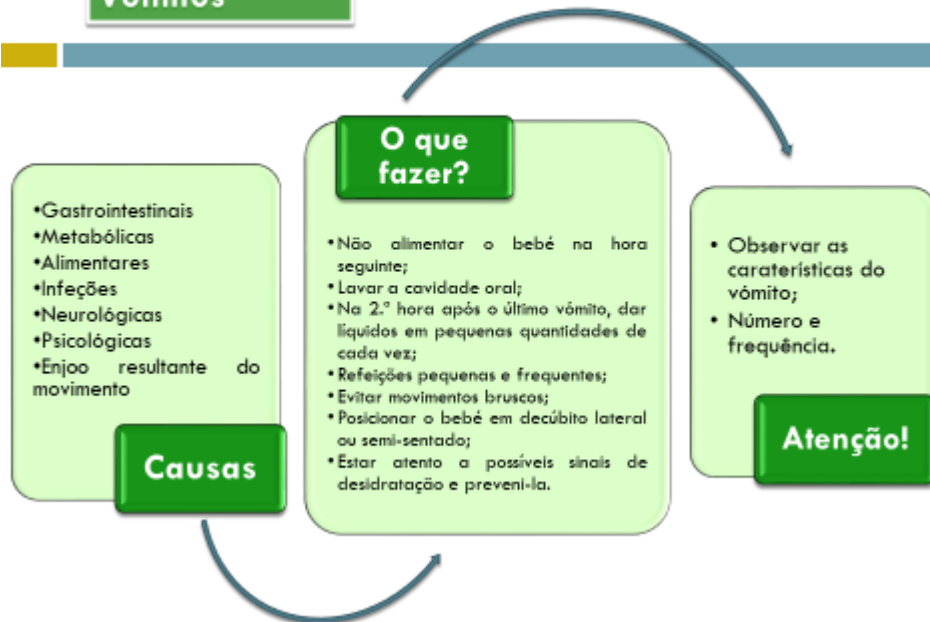 Vómitos
•Gastrointestinais
•Metabólicas
•Alimentares
•Infeções
•Neurológicas
•Psicológicas
•Enjoo resultante do
movimento
Causas
O que
fazer?
•Não alimentar o bebé na hora
seguinte;
•Lavar a cavidade oral;
•Na 2.ª hora após o último vómito, dar
líquidos em pequenas quantidades de
cada vez;
•Refeições pequenas e frequentes;
•Evitar movimentos bruscos;
•Posicionar o bebé em decúbito lateral
ou semi-sentado;
•Estar atento a possíveis sinais de
desidratação e preveni-la.
• Observar as
caraterísticas do
vómito;
• Número e
frequência.
Atenção!